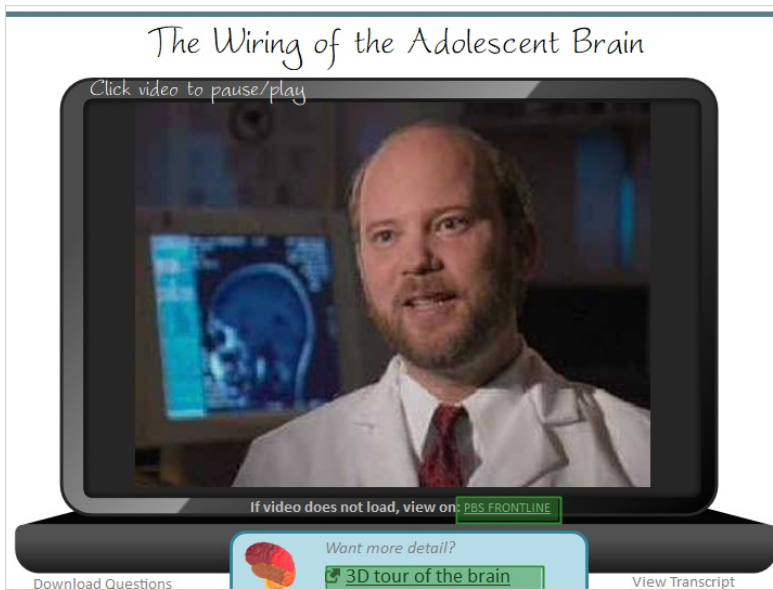 The Wiring of the Adolescent Brain
Click video to pause/play
If video does not load, view on: PBS FRONTLINE
Want more detail?
3D tour of the brain
Download Questions
View Transcript